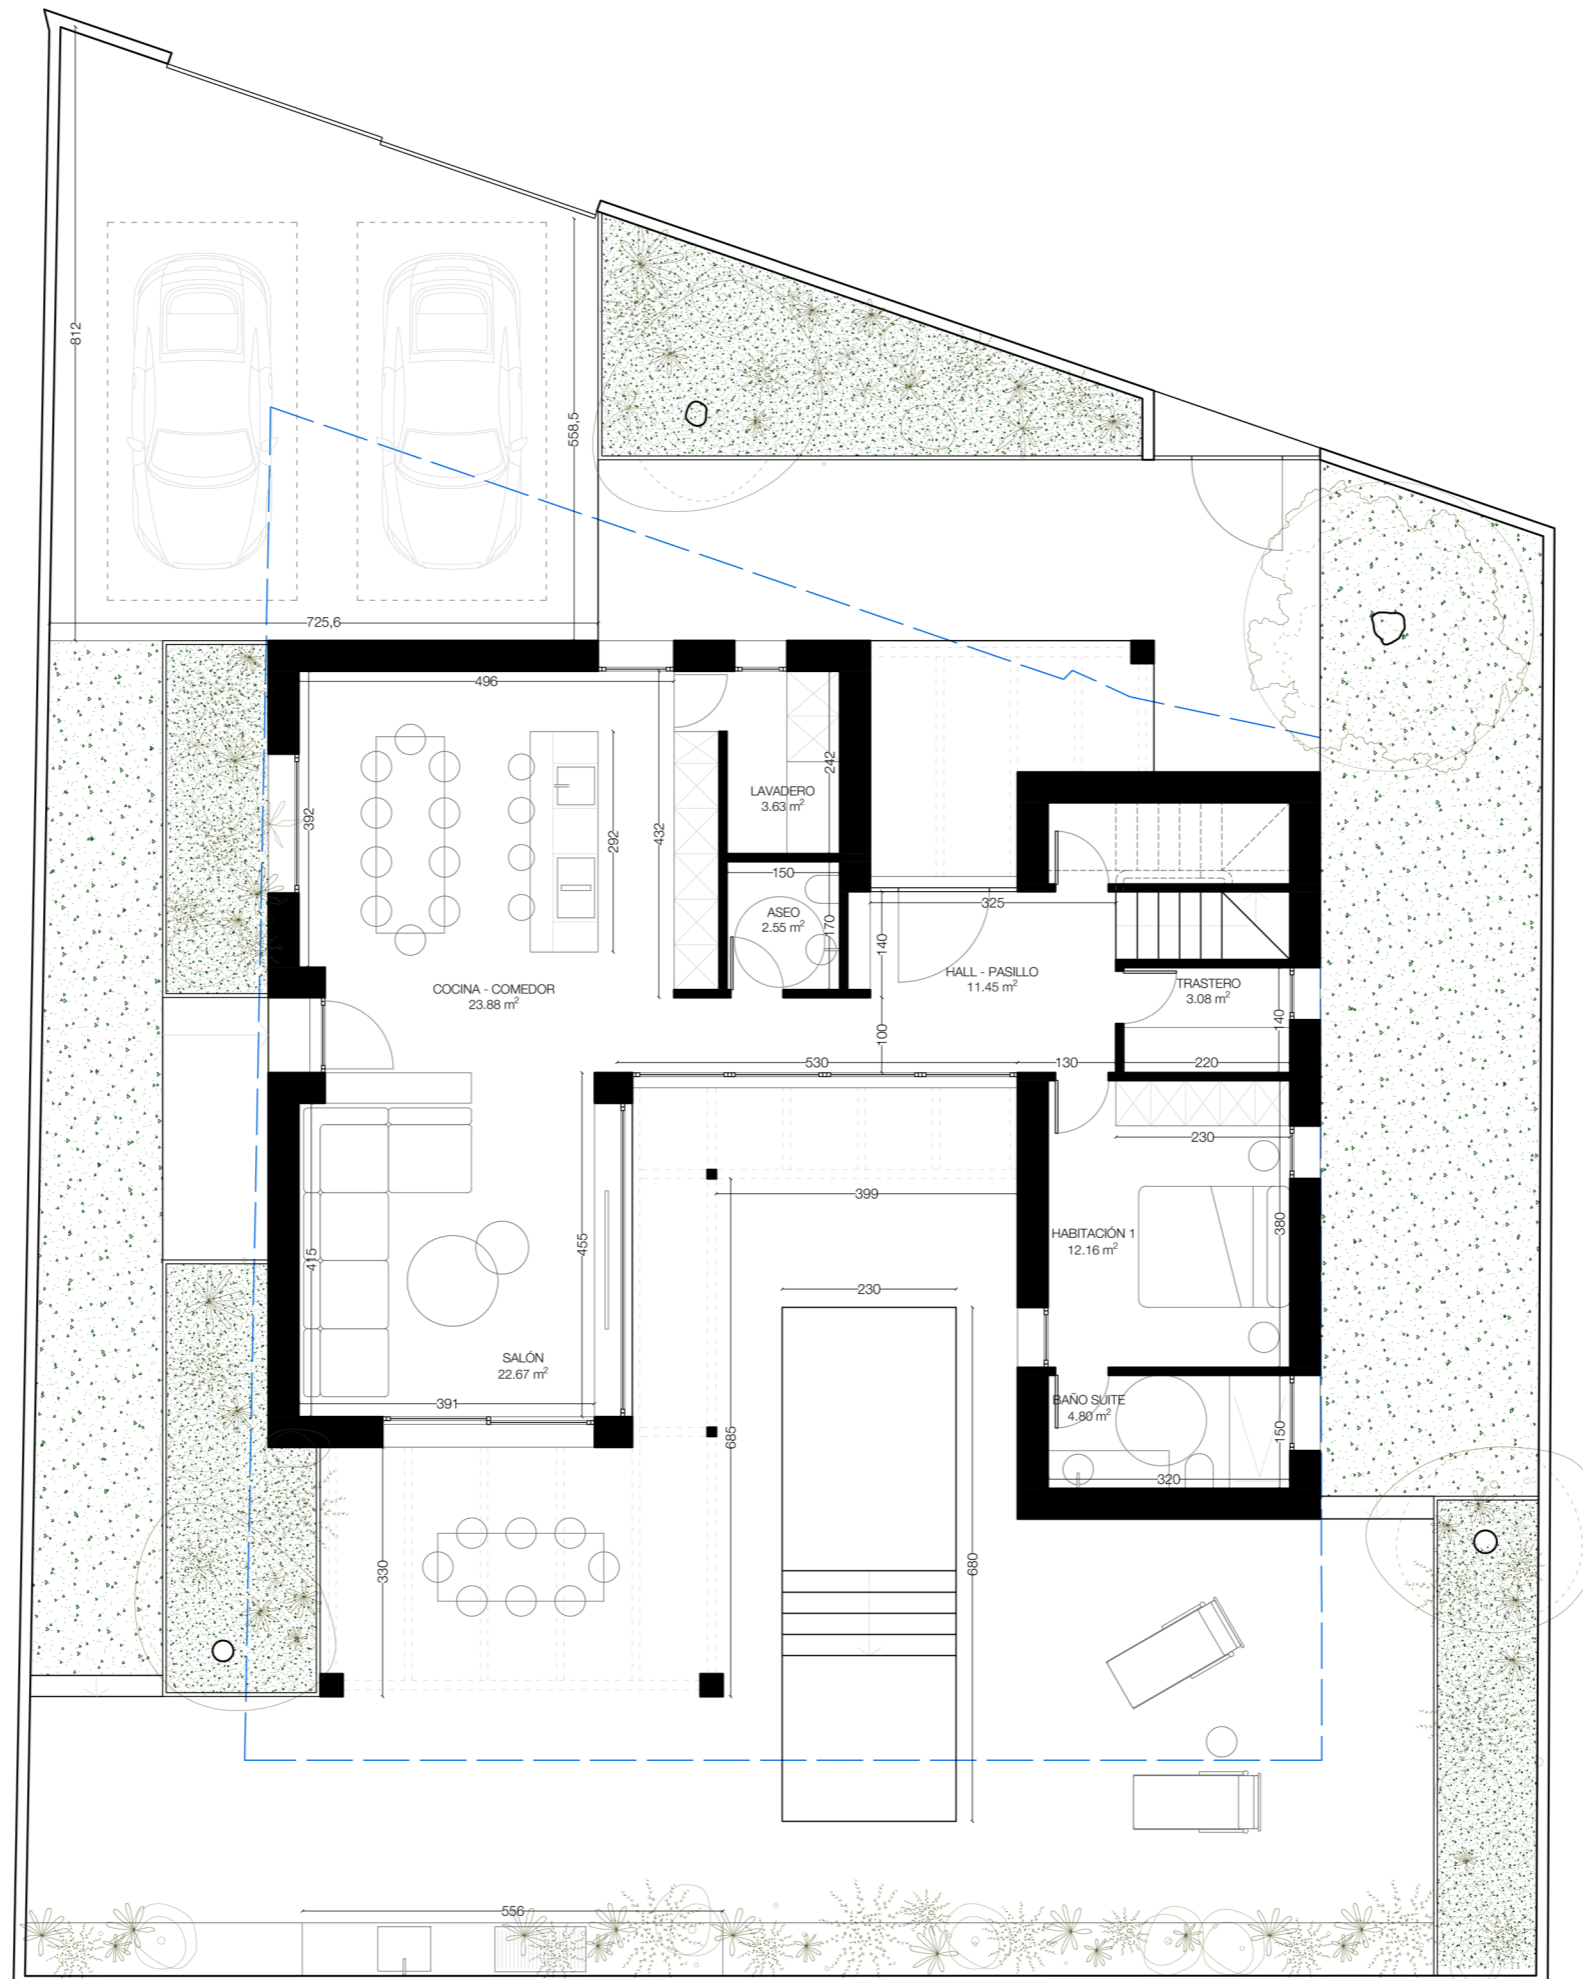 812
558,5
725,6
496
392
292
432
242
LAVADERO
3.63 m²
150
ASEO
2.55 m²
170
325
140
HALL - PASILLO
11.45 m²
COCINA - COMEDOR
23.88 m²
TRASTERO
3.08 m²
140
100
530
130
220
230
399
HABITACIÓN 1
12.16 m²
380
415
455
230
SALÓN
22.67 m²
391
BAÑO SUITE
4.80 m²
150
685
320
330
680
556